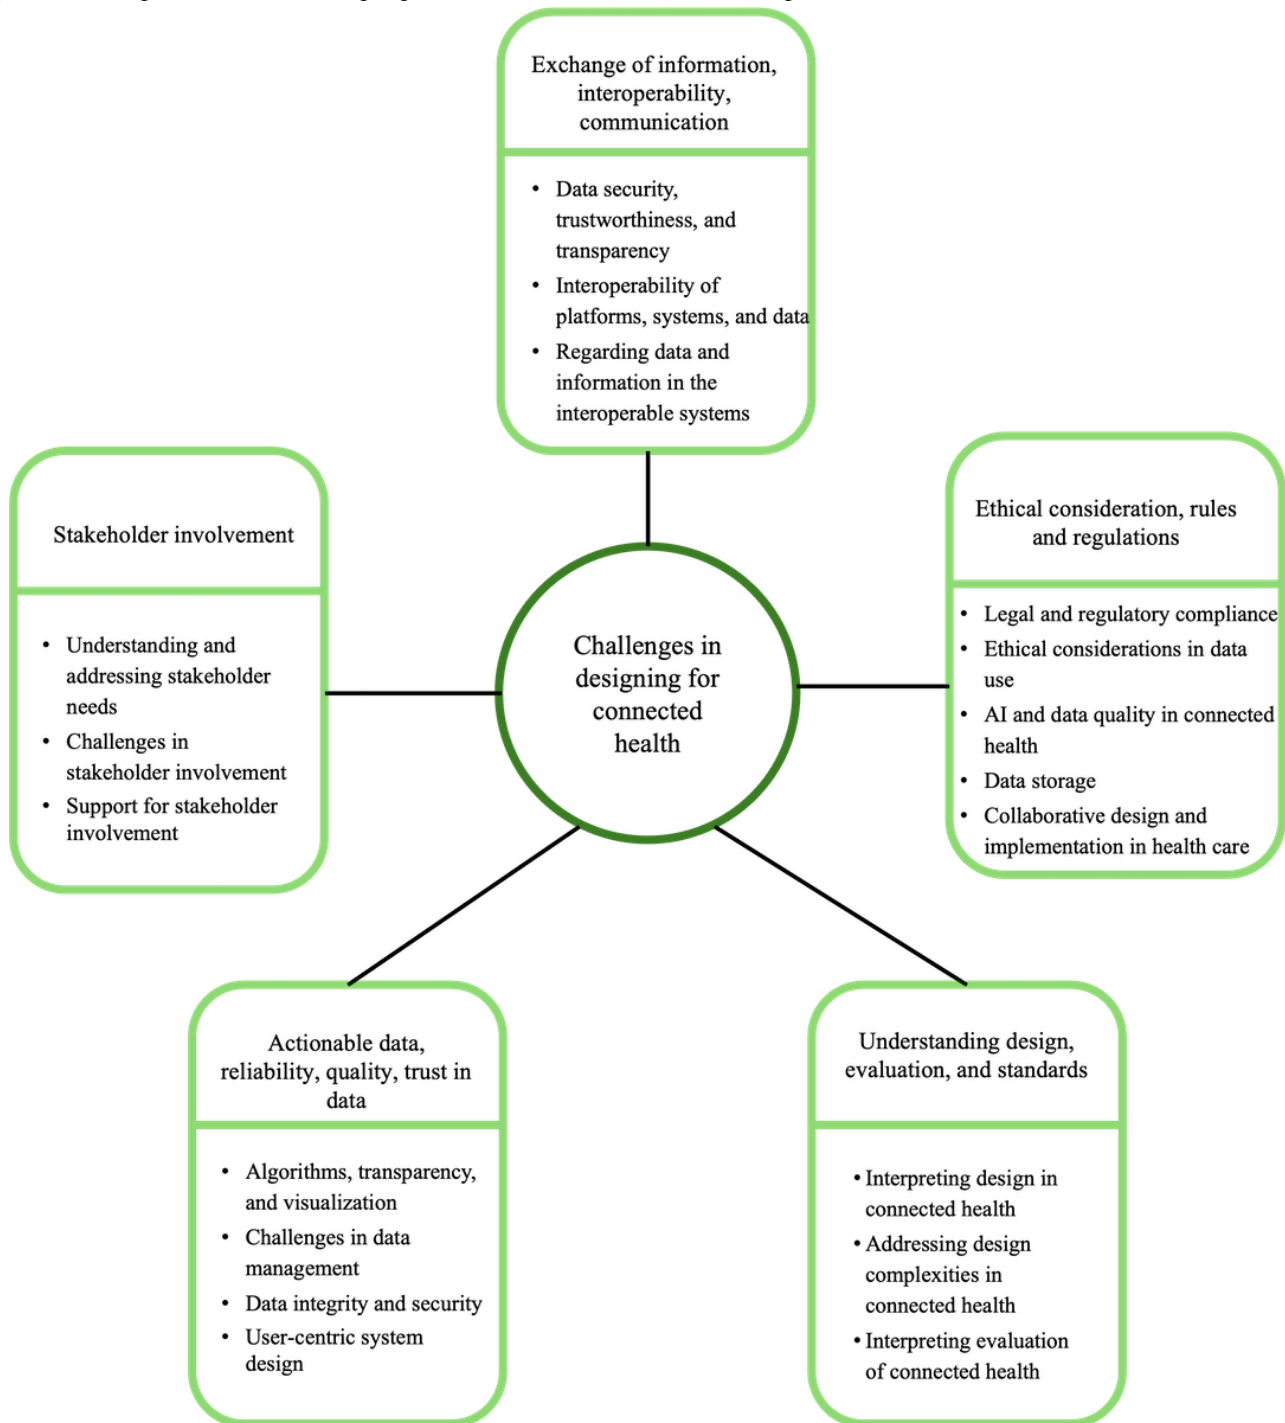 Exchange of information,
interoperability,
communication
• Data security,
trustworthiness, and
transparency
• Interoperability of
platforms, systems, and data
• Regarding data and
information in the
interoperable systems
Stakeholder involvement
• Understanding and
addressing stakeholder
needs
• Challenges in
stakeholder involvement
• Support for stakeholder
involvement
Challenges in
designing for
connected
health
Ethical consideration, rules
and regulations
• Legal and regulatory compliance
• Ethical considerations in data
use
• AI and data quality in connected
health
• Data storage
• Collaborative design and
implementation in health care
Actionable data,
reliability, quality, trust in
data
• Algorithms, transparency,
and visualization
• Challenges in data
management
• Data integrity and security
• User-centric system
design
Understanding design,
evaluation, and standards
• Interpreting design in
connected health
• Addressing design
complexities in
connected health
• Interpreting evaluation
of connected health